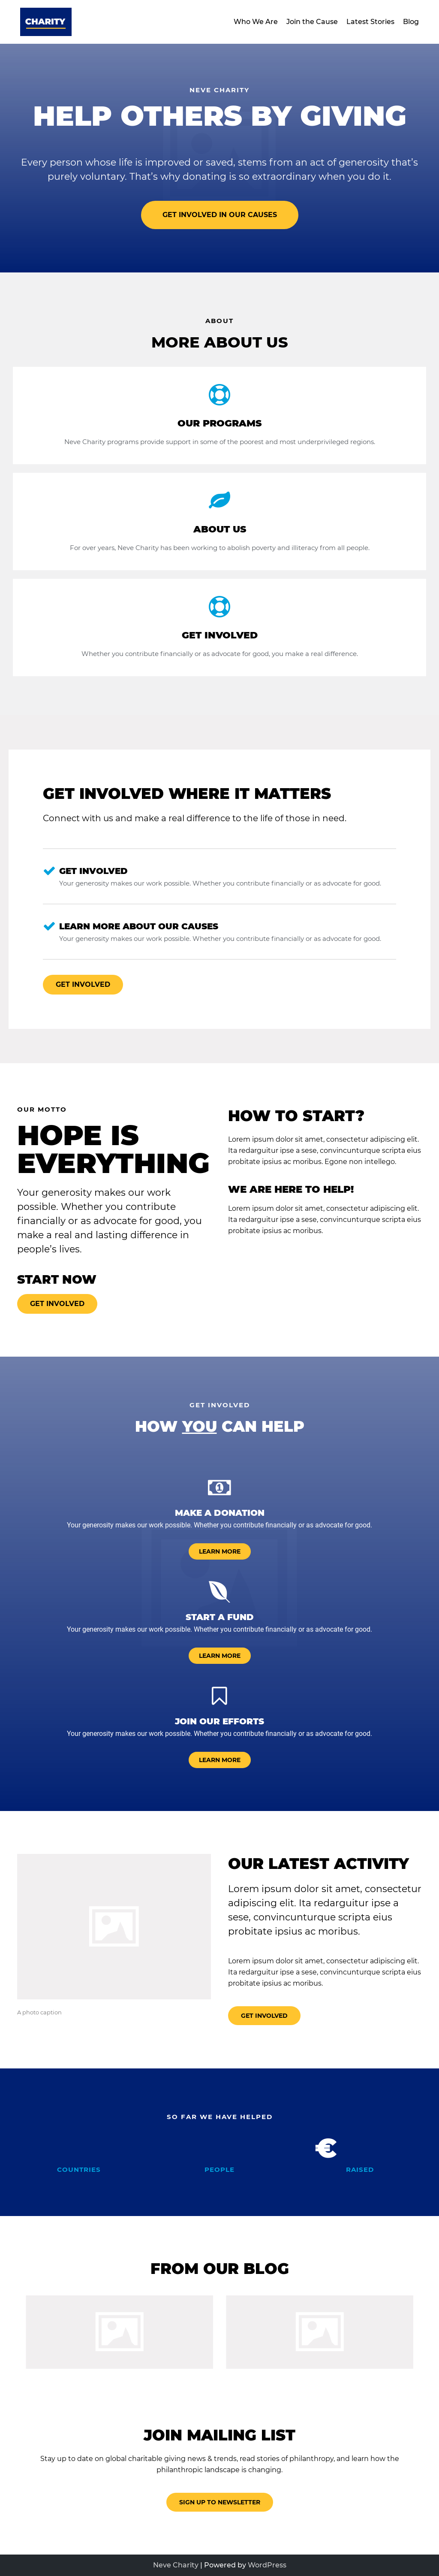 CHARITY
Who We Are
Join the Cause
Latest Stories
Blog
NEVE CHARITY
HELP OTHERS BY GIVING
Every person whose life is improved or saved, stems from an act of generosity that's
purely voluntary. That's why donating is so extraordinary when you do it.
GET INVOLVED IN OUR CAUSES
ABOUT
MORE ABOUT US
OUR PROGRAMS
Neve Charity programs provide support in some of the poorest and most underprivileged regions.
ABOUT US
For over years, Neve Charity has been working to abolish poverty and illiteracy from all people.
GET INVOLVED
Whether you contribute financially or as advocate for good, you make a real difference.
GET INVOLVED WHERE IT MATTERS
Connect with us and make a real difference to the life of those in need.
GET INVOLVED
Your generosity makes our work possible. Whether you contribute financially or as advocate for good.
LEARN MORE ABOUT OUR CAUSES
Your generosity makes our work possible. Whether you contribute financially or as advocate for good.
GET INVOLVED
OUR MOTTO
HOPE IS
EVERYTHING
Your generosity makes our work
possible. Whether you contribute
financially or as advocate for good, you
make a real and lasting difference in
people's lives.
START NOW
GET INVOLVED
HOW TO START?
Lorem ipsum dolor sit amet, consectetur adipiscing elit.
Ita redarguitur ipse a sese, convincunturque scripta eius
probitate ipsius ac moribus. Egone non intellego.
WE ARE HERE TO HELP!
Lorem ipsum dolor sit amet, consectetur adipiscing elit.
Ita redarguitur ipse a sese, convincunturque scripta eius
probitate ipsius ac moribus.
GET INVOLVED
HOW YOU CAN HELP
MAKE A DONATION
Your generosity makes our work possible. Whether you contribute financially or as advocate for good.
LEARN MORE
START A FUND
Your generosity makes our work possible. Whether you contribute financially or as advocate for good.
LEARN MORE
JOIN OUR EFFORTS
Your generosity makes our work possible. Whether you contribute financially or as advocate for good.
LEARN MORE
A photo caption
OUR LATEST ACTIVITY
Lorem ipsum dolor sit amet, consectetur
adipiscing elit. Ita redarguitur ipse a
sese, convincunturque scripta eius
probitate ipsius ac moribus.
Lorem ipsum dolor sit amet, consectetur adipiscing elit.
Ita redarguitur ipse a sese, convincunturque scripta eius
probitate ipsius ac moribus.
GET INVOLVED
SO FAR WE HAVE HELPED
COUNTRIES
PEOPLE
€
RAISED
FROM OUR BLOG
JOIN MAILING LIST
Stay up to date on global charitable giving news & trends, read stories of philanthropy, and learn how the
philanthropic landscape is changing.
SIGN UP TO NEWSLETTER
Neve Charity | Powered by WordPress